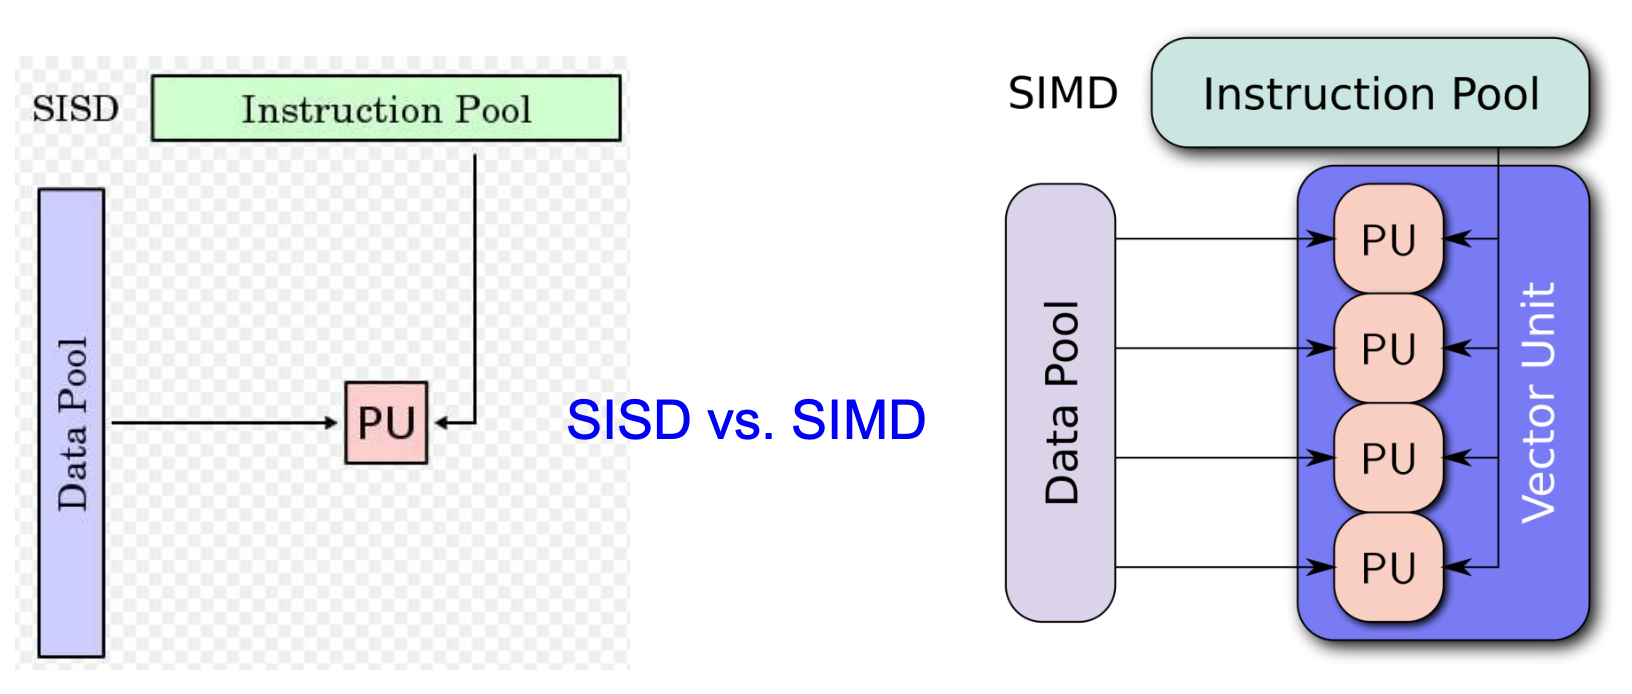 SISD
Instruction Pool
Data Pool
PU
SISD vs. SIMD
SIMD
Instruction Pool
Data Pool
PU
PU
PU
PU
Vector Unit